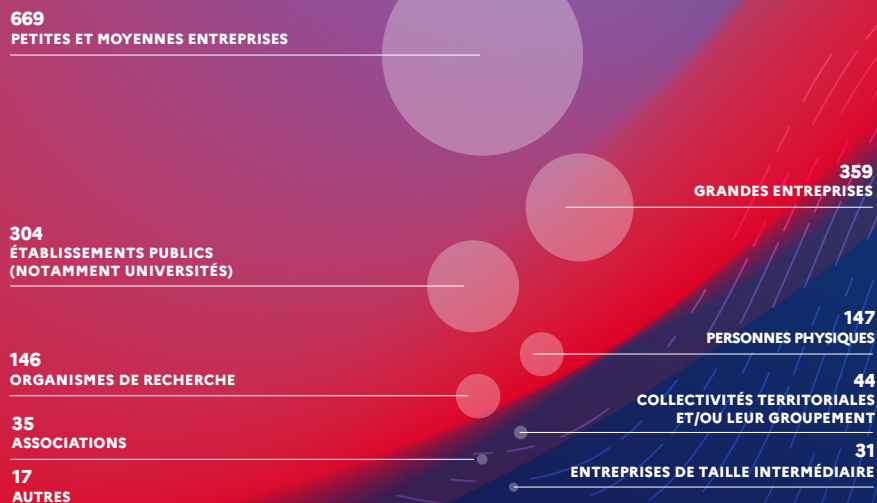 669
PETITES ET MOYENNES ENTREPRISES
359
GRANDES ENTREPRISES
304
ÉTABLISSEMENTS PUBLICS
(NOTAMMENT UNIVERSITÉS)
147
PERSONNES PHYSIQUES
146
ORGANISMES DE RECHERCHE
44
COLLECTIVITÉS TERRITORIALES
ET/OU LEUR GROUPEMENT
35
ASSOCIATIONS
31
ENTREPRISES DE TAILLE INTERMÉDIAIRE
17
AUTRES